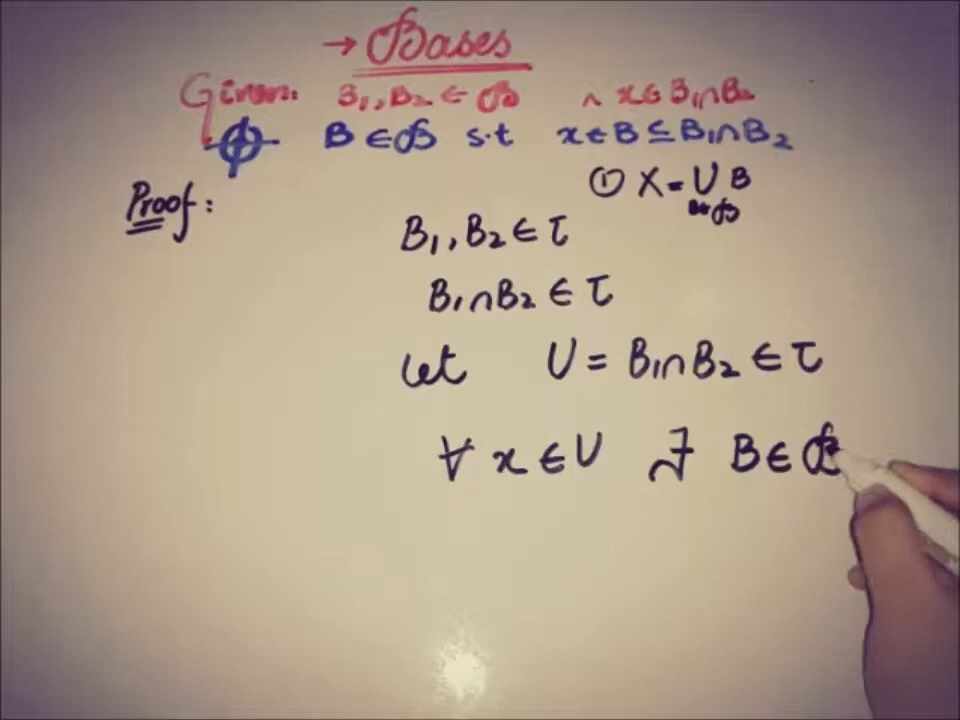 → Bases
Given: B₁, B₂ ∈ ℬ ∧ x ∈ B₁∩B₂
B ∈ ℬ s.t x ∈ B ⊆ B₁∩B₂
① X = ∪ B
B∈ℬ
Proof:
B₁, B₂ ∈ τ
B₁∩B₂ ∈ τ
Let U = B₁∩B₂ ∈ τ
∀ x ∈ U ∃ B ∈ ℬ